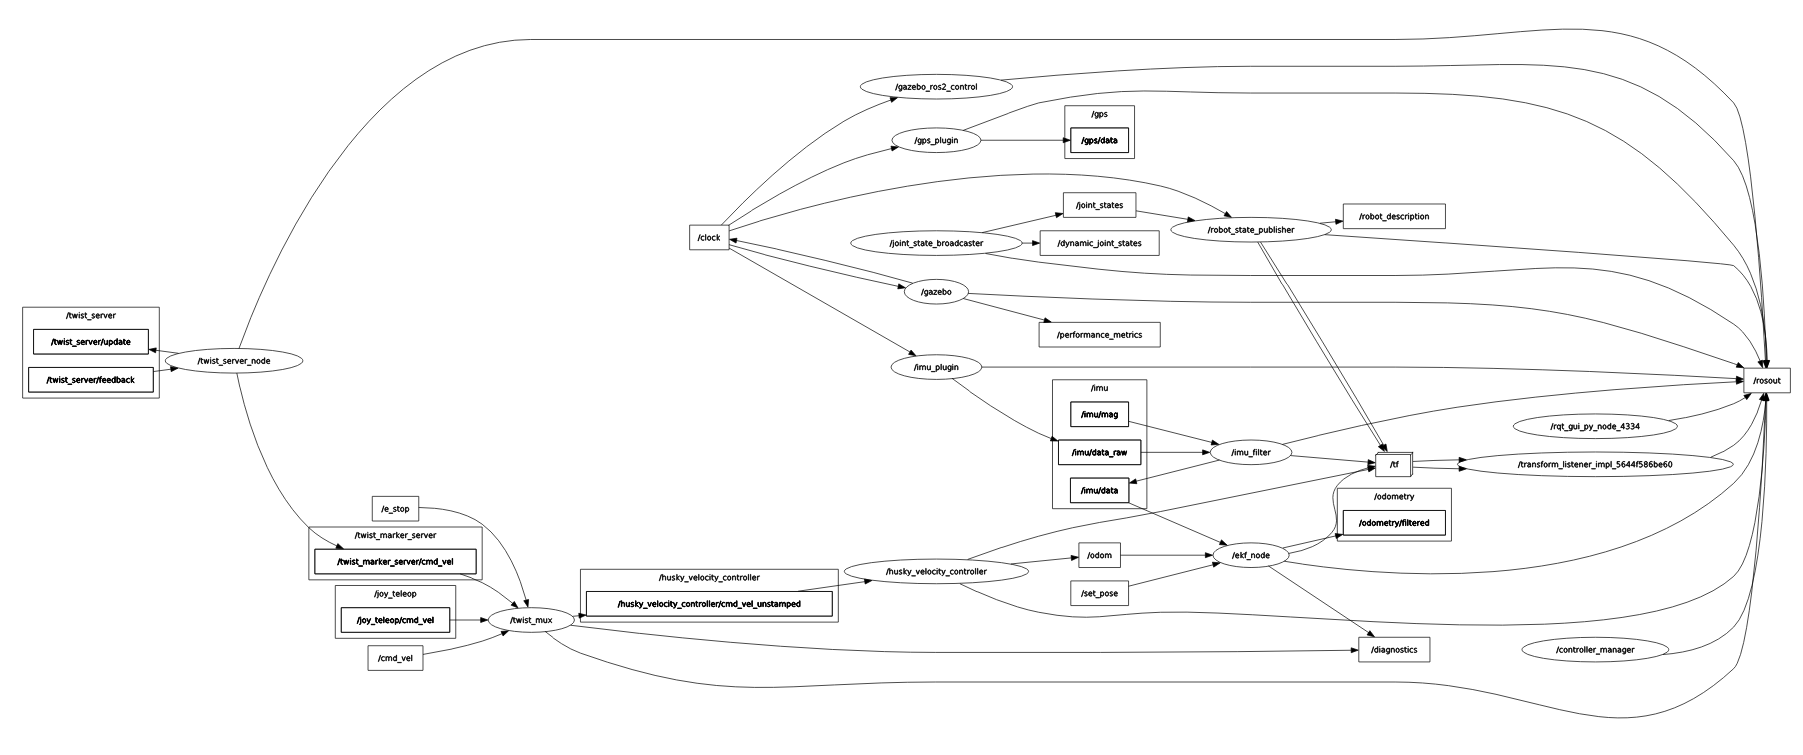 /gazebo_ros2_control
/gps
/gps_plugin
/gps/data
/joint_states
/robot_description
/clock
/robot_state_publisher
/joint_state_broadcaster
/dynamic_joint_states
/gazebo
/twist_server
/performance_metrics
/twist_server/update
/twist_server_node
/imu_plugin
/twist_server/feedback
/rosout
/imu
/imu/mag
/rqt_gui_py_node_4334
/imu/data_raw
/imu_filter
/tf
/transform_listener_impl_5644f586be60
/imu/data
/odometry
/e_stop
/odometry/filtered
/twist_marker_server
/odom
/ekf_node
/twist_marker_server/cmd_vel
/husky_velocity_controller
/husky_velocity_controller
/joy_teleop
/set_pose
/husky_velocity_controller/cmd_vel_unstamped
/joy_teleop/cmd_vel
/twist_mux
/diagnostics
/controller_manager
/cmd_vel